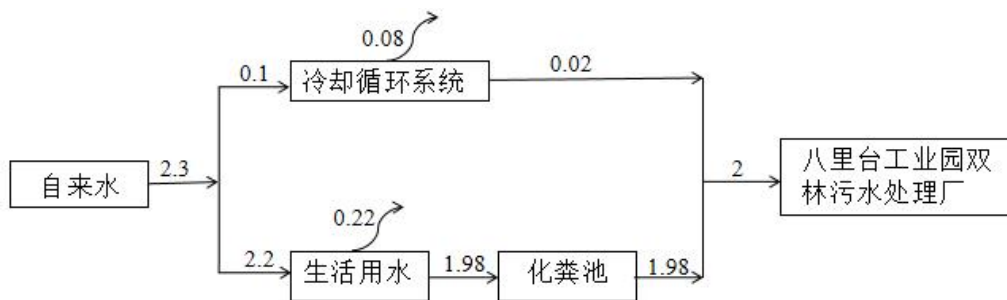 0.08
0.1
冷却循环系统
0.02
自来水
2.3
2
八里台工业园双
林污水处理厂
0.22
2.2
生活用水
1.98
化粪池
1.98